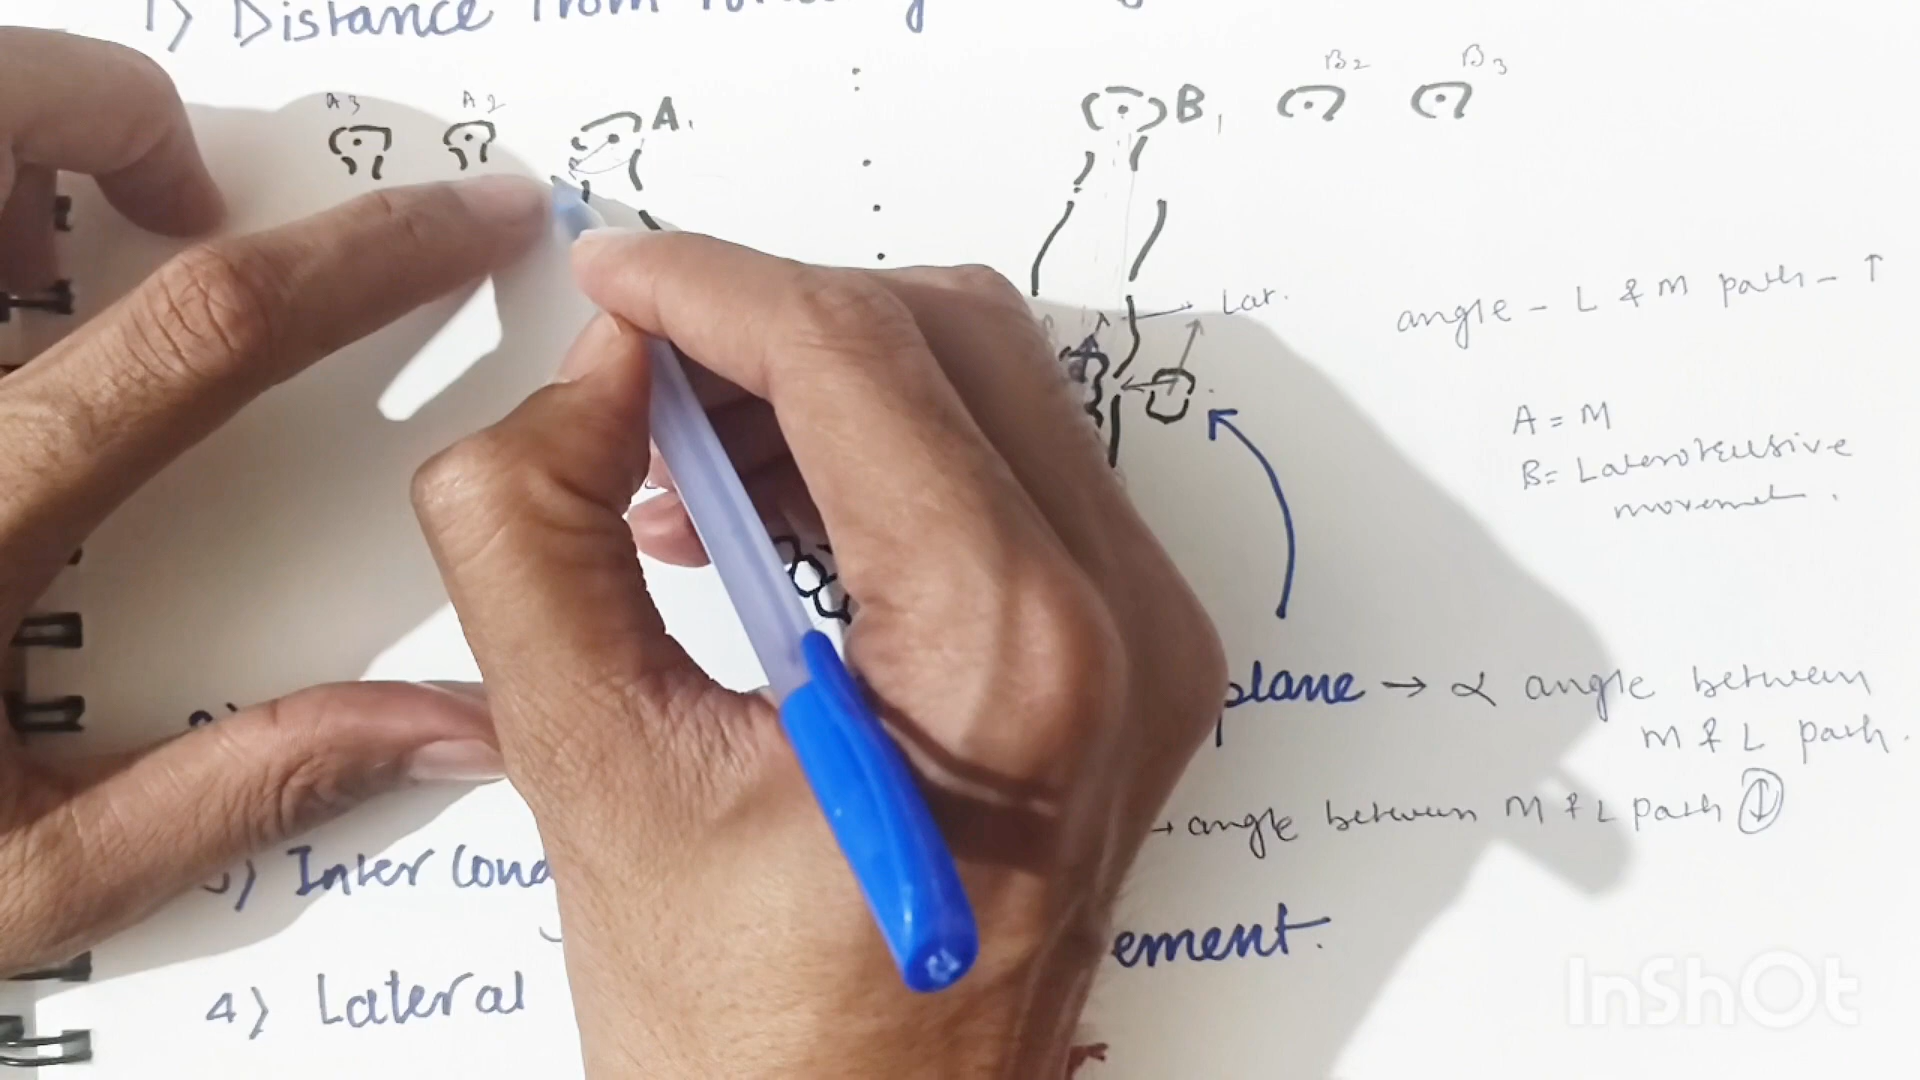 1) Distance from
A3 A2 A1
B1 B2 B3
Lat.
angle - L & M path - ↑
A = M
B = Laterotrusive
movement.
plane → α angle between
M & L path.
→ angle between M & L path ↓
3) Inter Cond
ement.
4) Lateral
InShOt